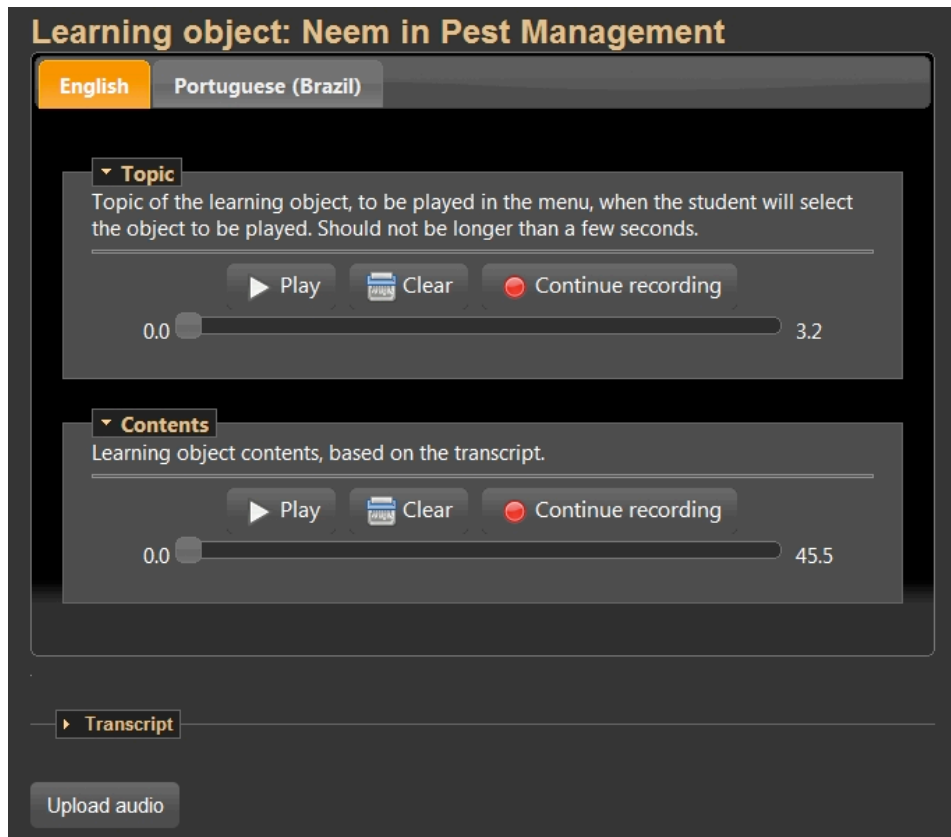 Learning object: Neem in Pest Management
English Portuguese (Brazil)
Topic
Topic of the learning object, to be played in the menu, when the student will select
the object to be played. Should not be longer than a few seconds.
Play Clear Continue recording
0.0 3.2
Contents
Learning object contents, based on the transcript.
Play Clear Continue recording
0.0 45.5
Transcript
Upload audio